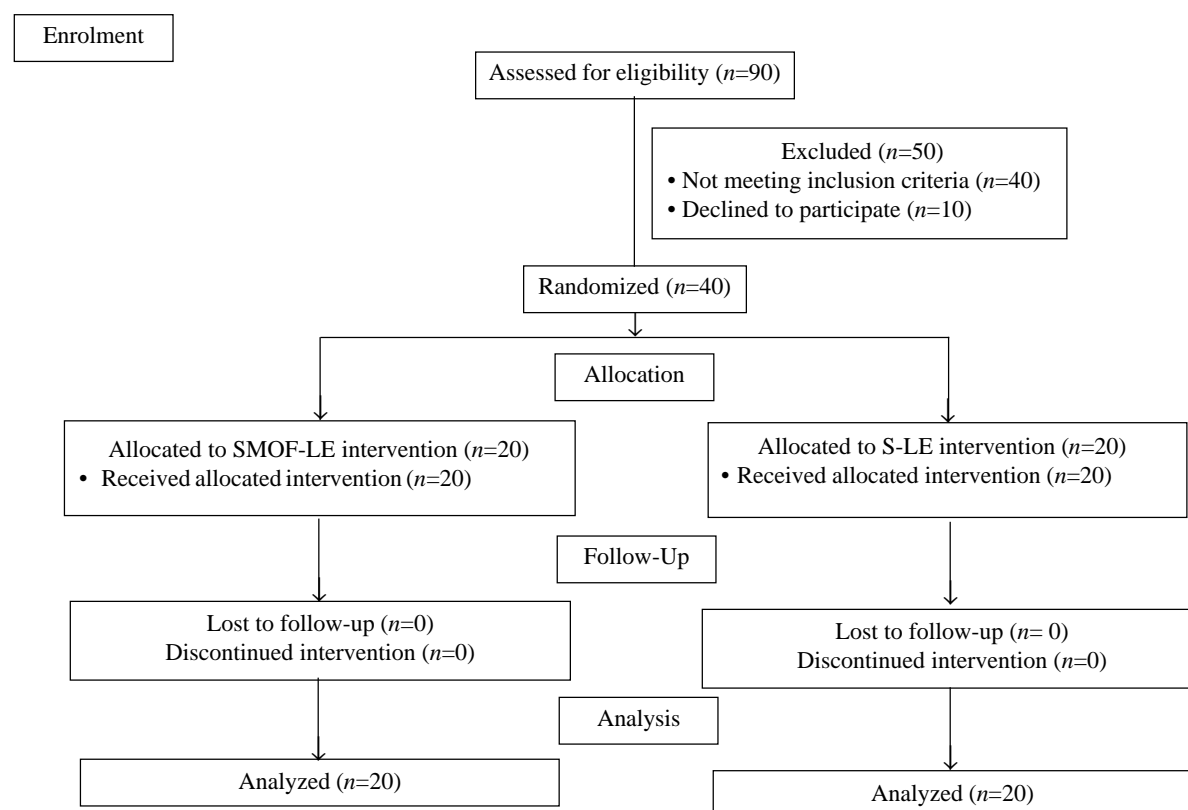 Enrolment
Assessed for eligibility (n=90)
Excluded (n=50)
• Not meeting inclusion criteria (n=40)
• Declined to participate (n=10)
Randomized (n=40)
Allocation
Allocated to SMOF-LE intervention (n=20)
• Received allocated intervention (n=20)
Allocated to S-LE intervention (n=20)
• Received allocated intervention (n=20)
Follow-Up
Lost to follow-up (n=0)
Discontinued intervention (n=0)
Lost to follow-up (n= 0)
Discontinued intervention (n=0)
Analysis
Analyzed (n=20)
Analyzed (n=20)